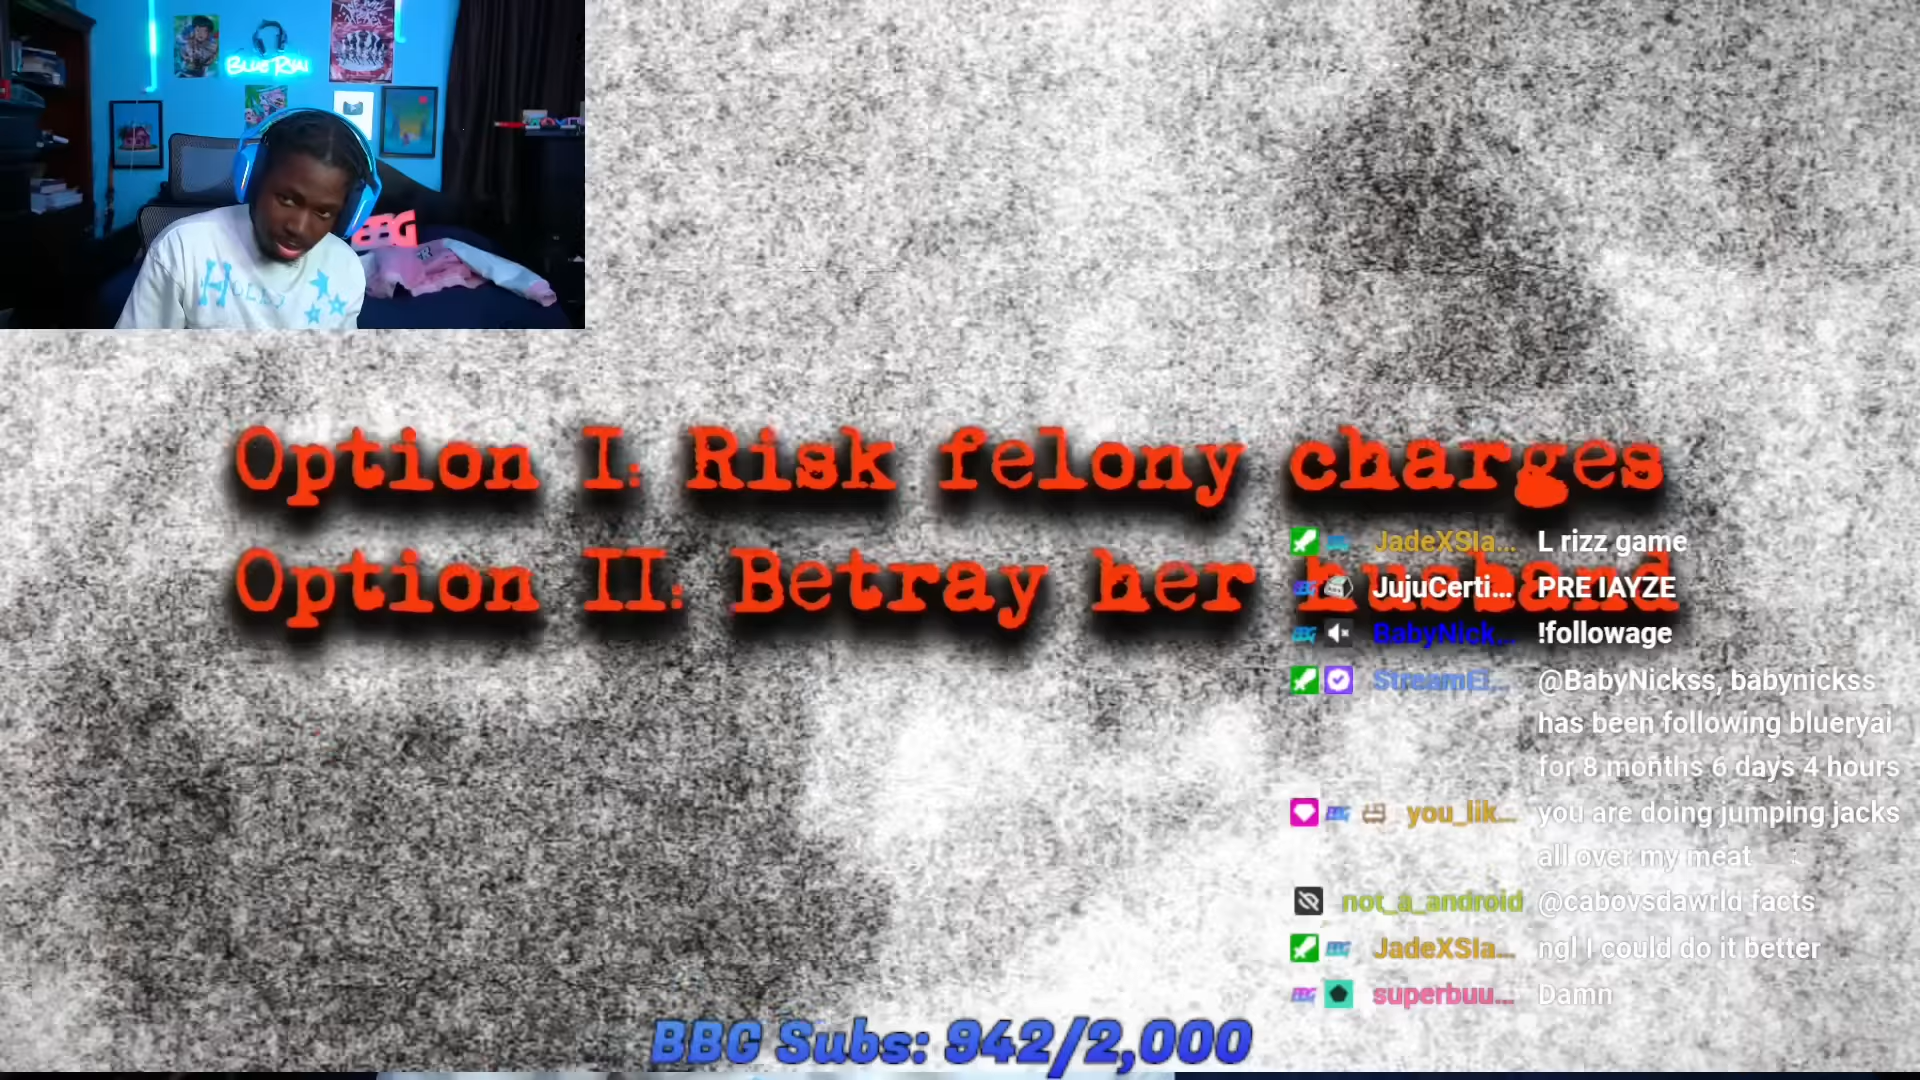 BLUE RYAI
BBG
Option I: Risk felony charges
Option II: Betray her husband
JadeXSla... L rizz game
JujuCerti... PRE IAYZE
BabyNick... !followage
StreamEl... @BabyNickss, babynickss
has been following blueryai
for 8 months 6 days 4 hours
you_lik... you are doing jumping jacks
all over my meat
not_a_android @cabovsdawrld facts
JadeXSla... ngl I could do it better
superbuu... Damn
BBG Subs: 942/2,000